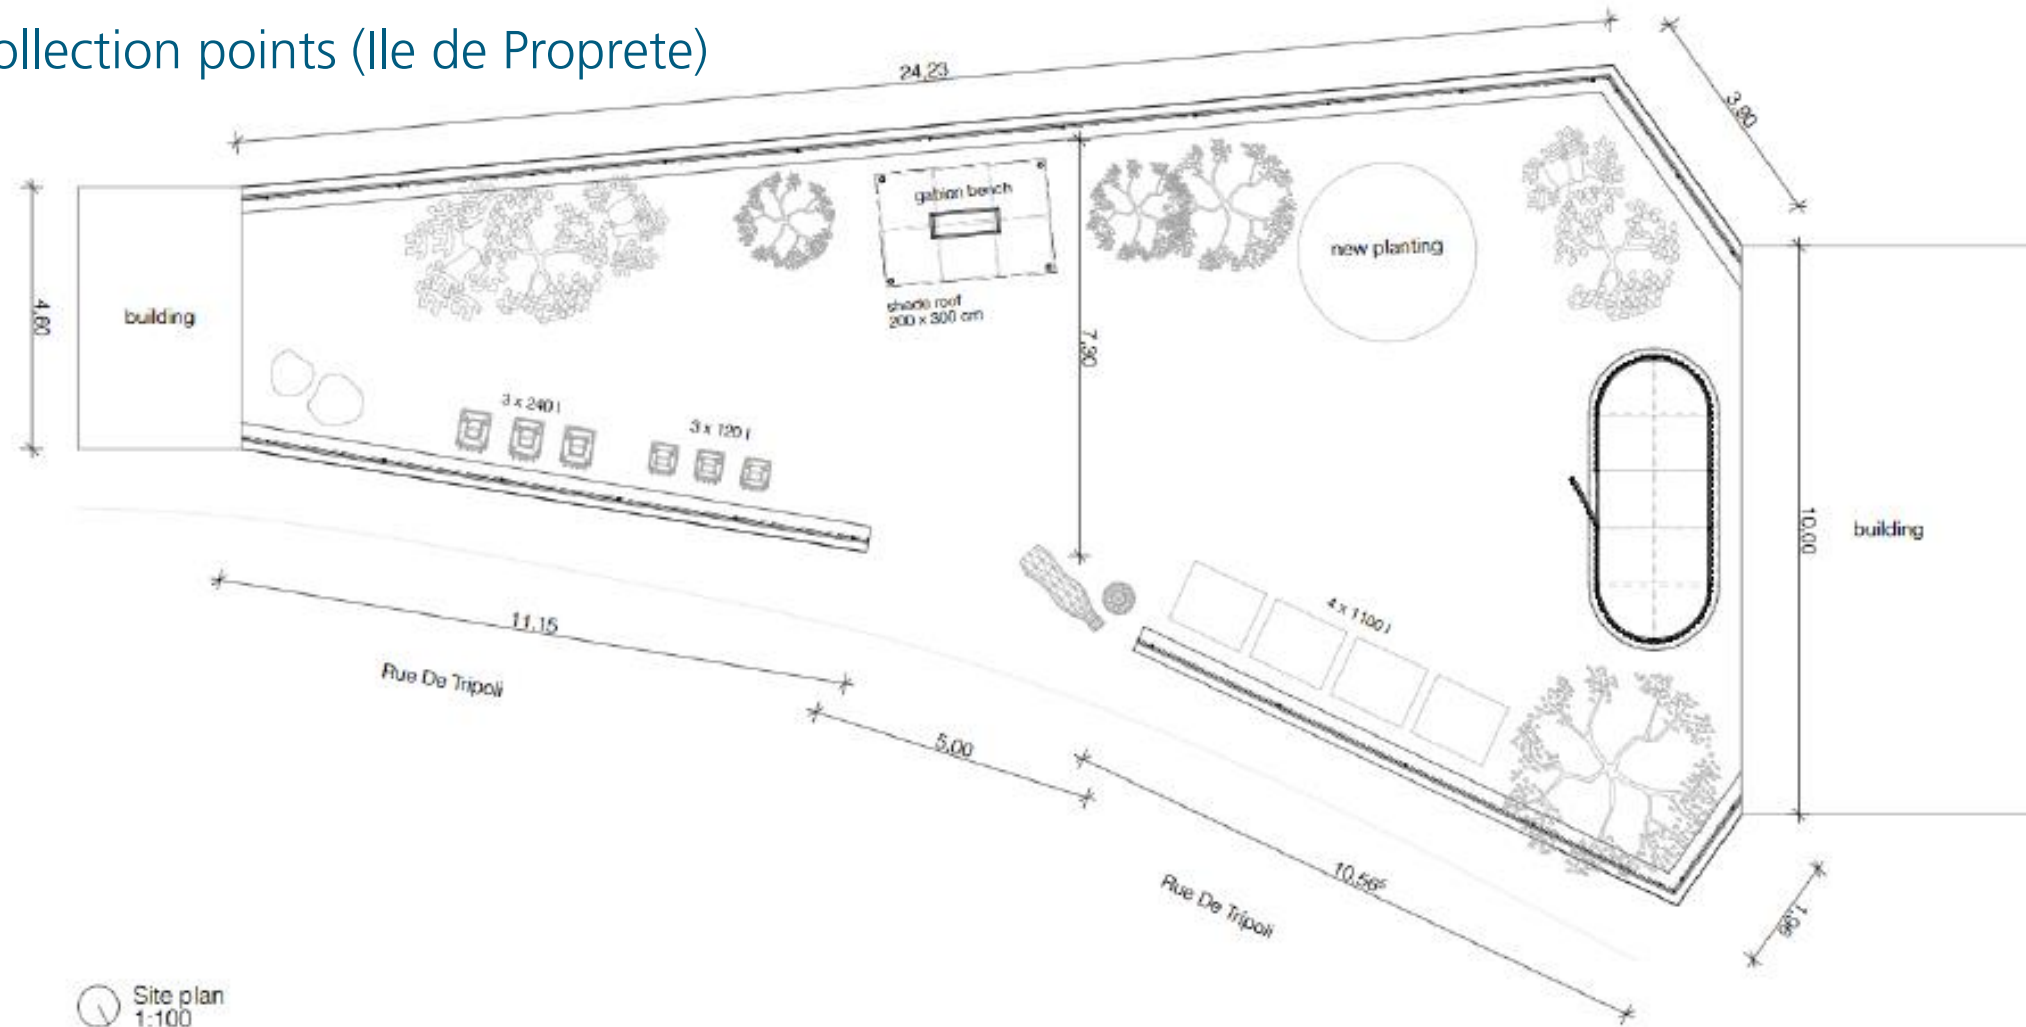 ollection points (Ile de Proprete)
24,23
3,80
gabion bench
new planting
4,60
building
shade roof
200 x 300 cm
7,30
3 x 240 l
3 x 120 l
10,00
building
4 x 1100 l
11,15
Rue De Tripoli
5,00
10,56⁵
Rue De Tripoli
1,96
Site plan
1:100